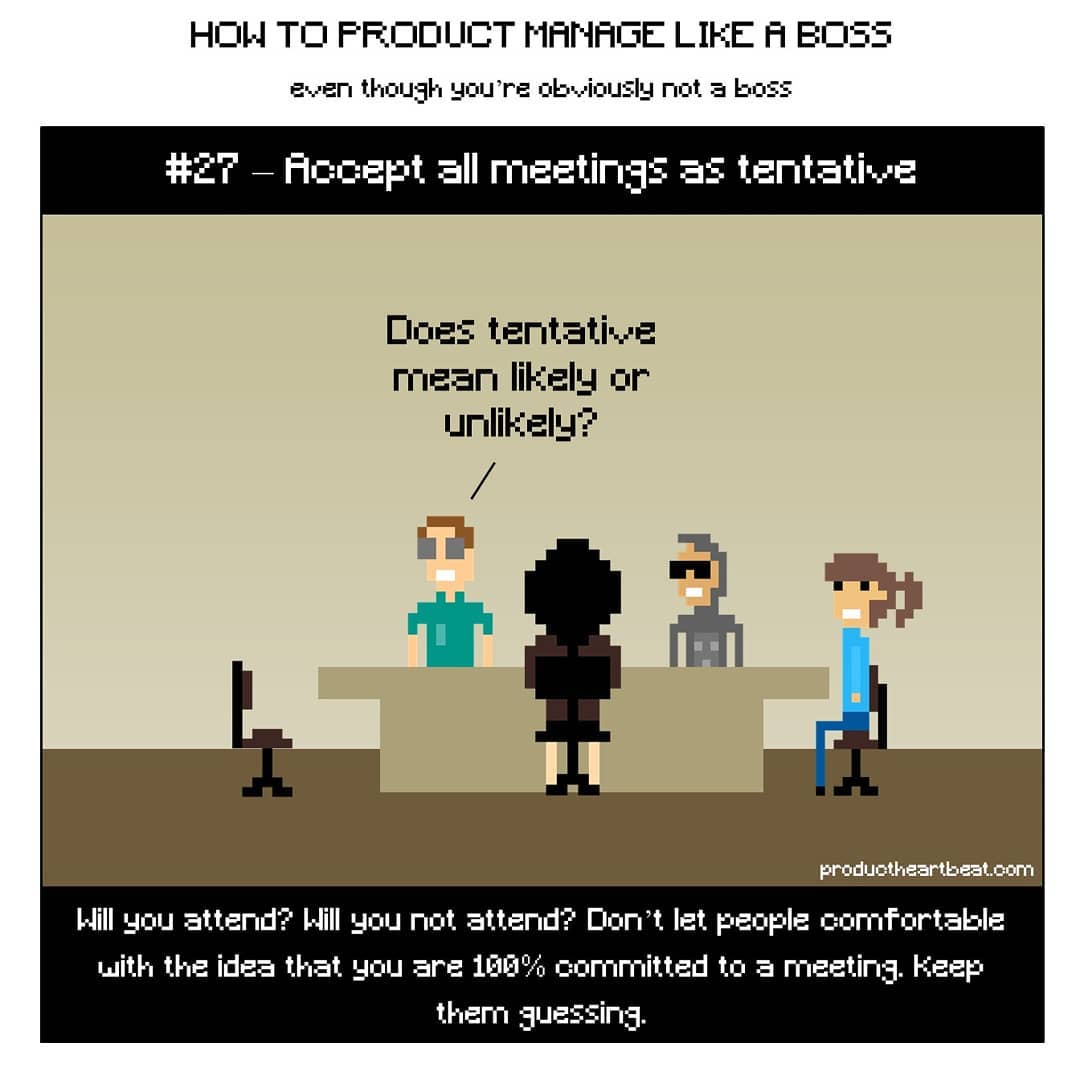 HOW TO PRODUCT MANAGE LIKE A BOSS
even though you're obviously not a boss
#27 – Accept all meetings as tentative
Does tentative
mean likely or
unlikely?
productheartbeat.com
Will you attend? Will you not attend? Don't let people comfortable
with the idea that you are 100% committed to a meeting. Keep
them guessing.